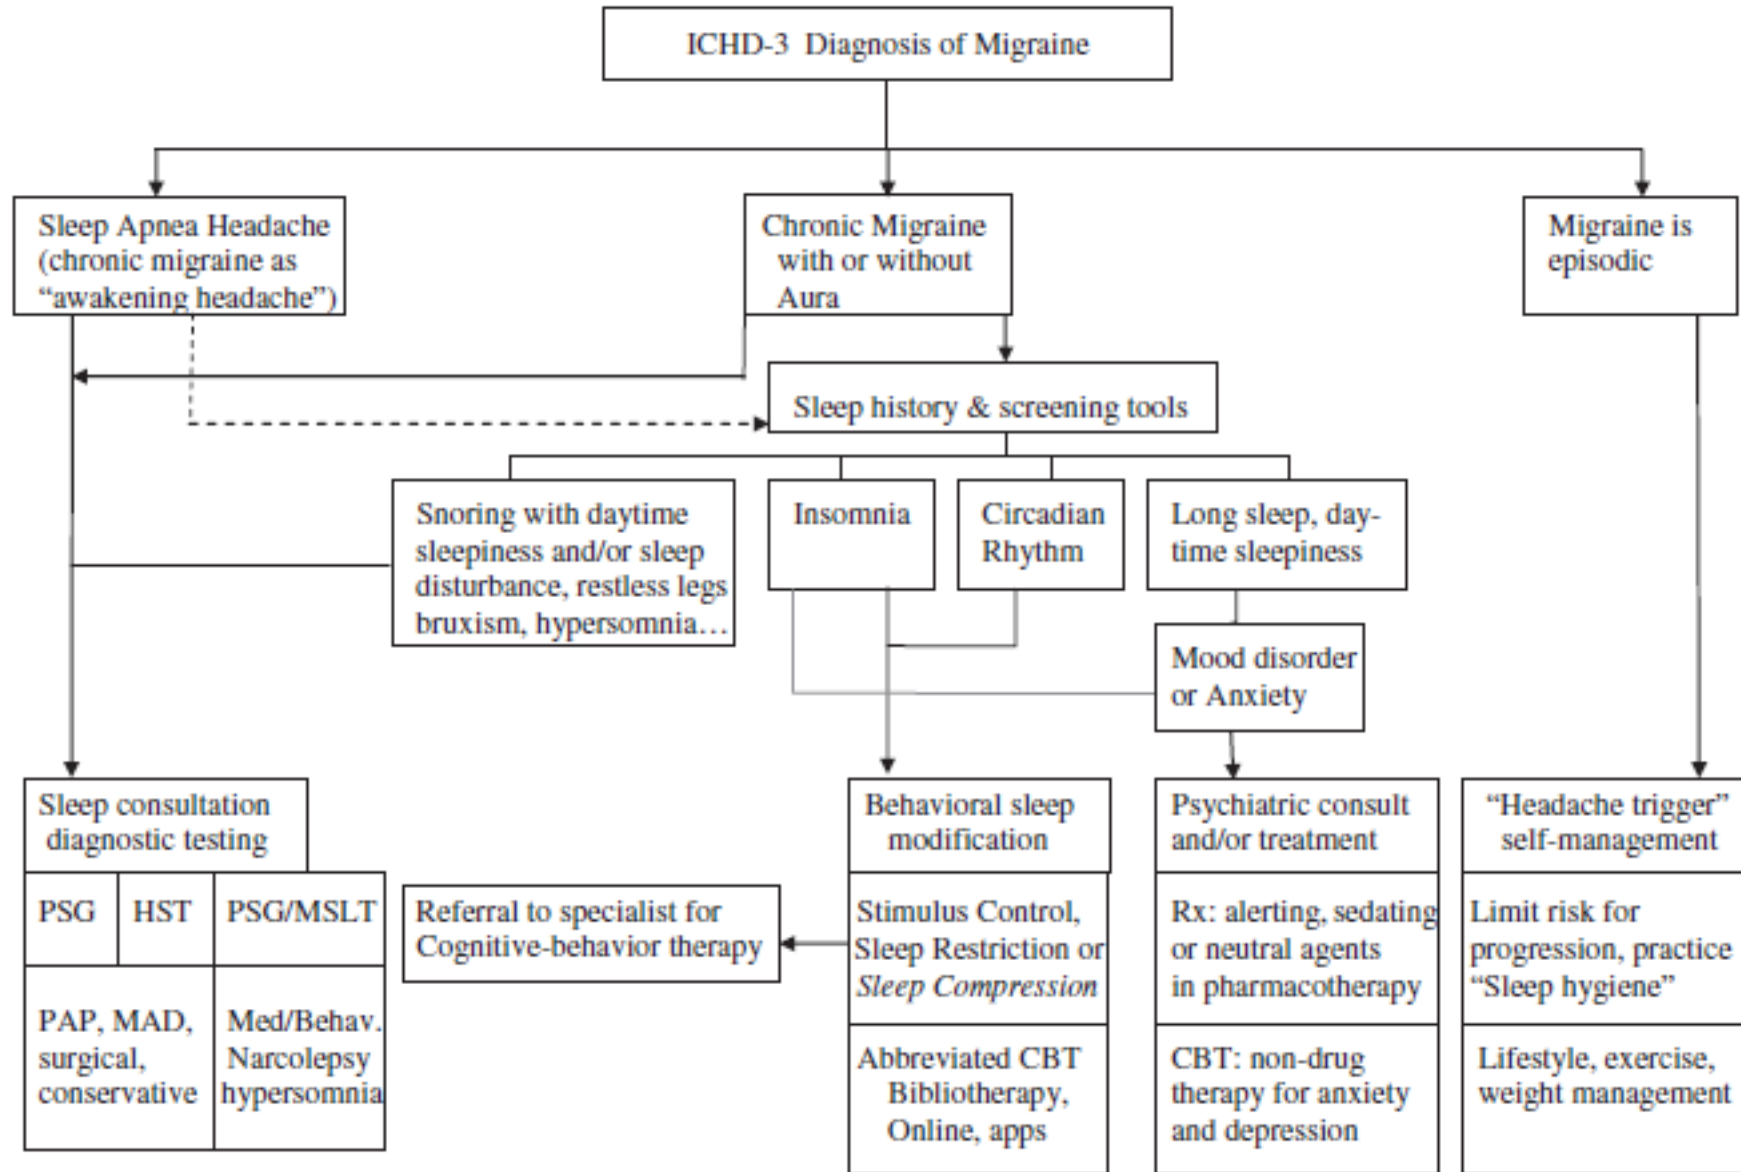 ICHD-3 Diagnosis of Migraine
Sleep Apnea Headache
(chronic migraine as
“awakening headache”)
Chronic Migraine
with or without
Aura
Migraine is
episodic
Sleep history & screening tools
Snoring with daytime
sleepiness and/or sleep
disturbance, restless legs
bruxism, hypersomnia…
Insomnia
Circadian
Rhythm
Long sleep, day-
time sleepiness
Mood disorder
or Anxiety
Sleep consultation
diagnostic testing
PSG
HST
PSG/MSLT
PAP, MAD,
surgical,
conservative
Med/Behav.
Narcolepsy
hypersomnia
Referral to specialist for
Cognitive-behavior therapy
Behavioral sleep
modification
Stimulus Control,
Sleep Restriction or
Sleep Compression
Abbreviated CBT
Bibliotherapy,
Online, apps
Psychiatric consult
and/or treatment
Rx: alerting, sedating
or neutral agents
in pharmacotherapy
CBT: non-drug
therapy for anxiety
and depression
“Headache trigger”
self-management
Limit risk for
progression, practice
“Sleep hygiene”
Lifestyle, exercise,
weight management